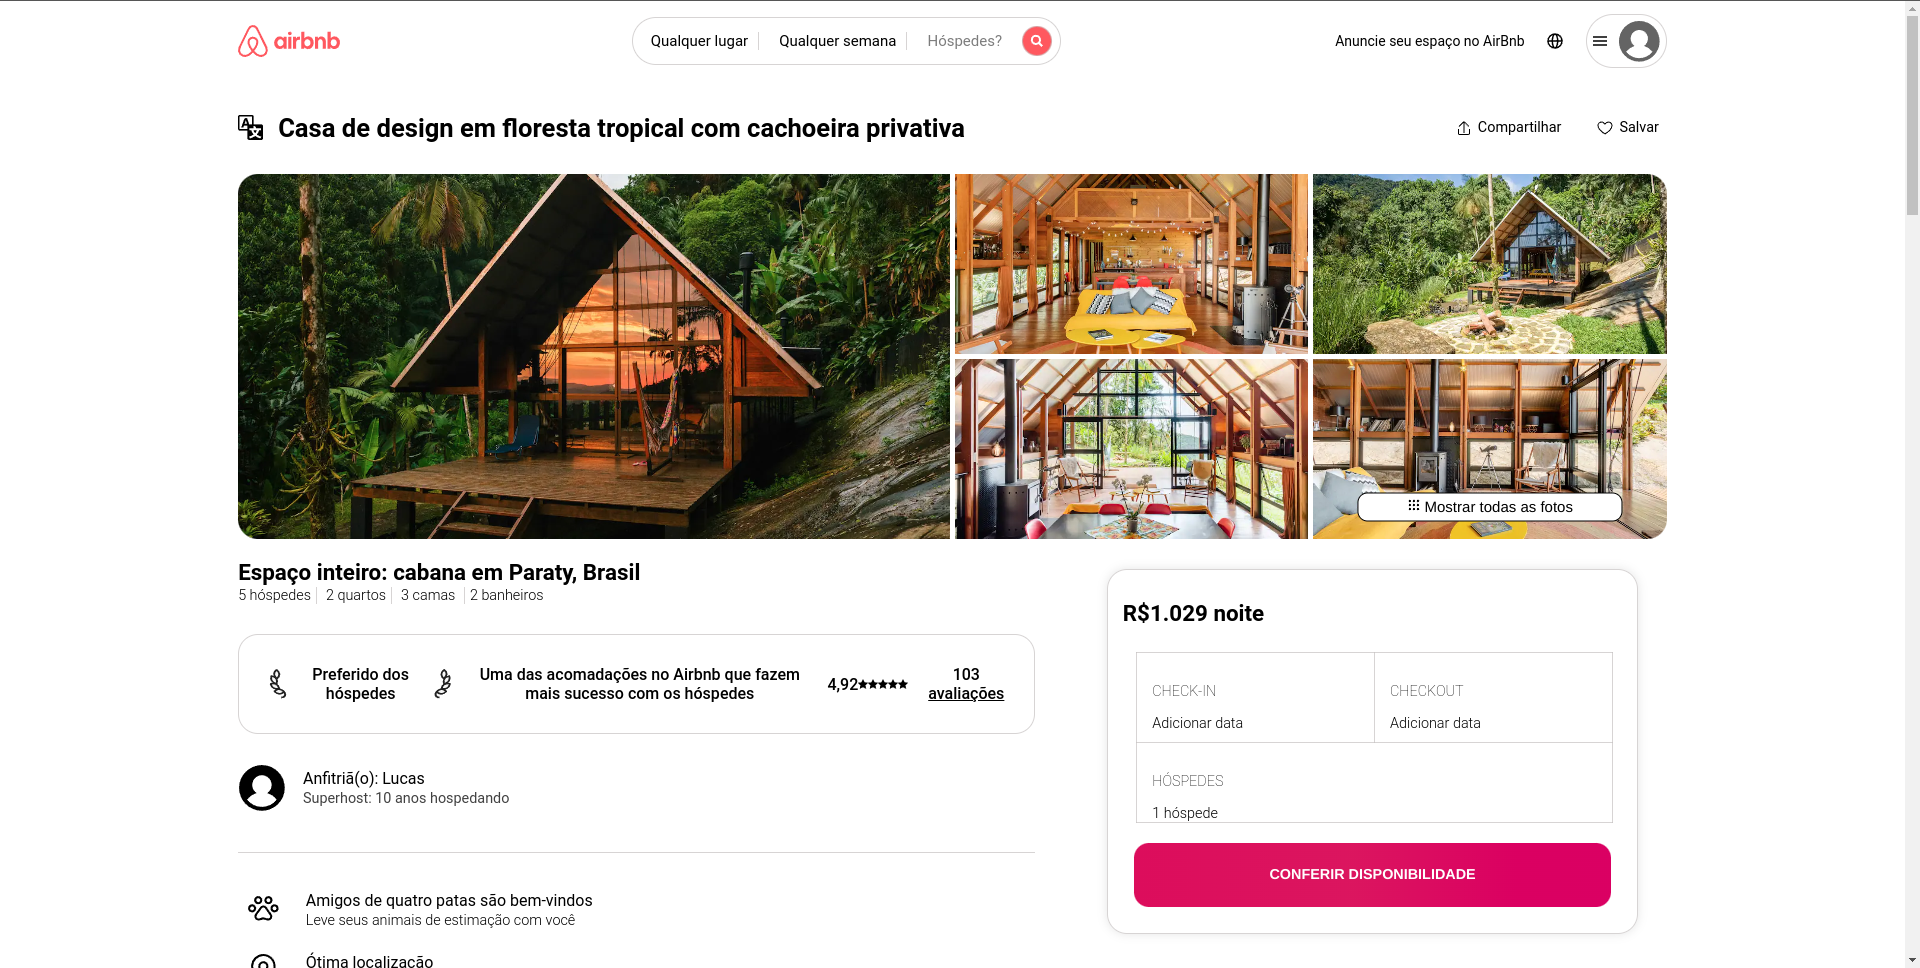 airbnb
Qualquer lugar
Qualquer semana
Hóspedes?
Anuncie seu espaço no AirBnb
Casa de design em floresta tropical com cachoeira privativa
Compartilhar
Salvar
Mostrar todas as fotos
Espaço inteiro: cabana em Paraty, Brasil
5 hóspedes 2 quartos 3 camas 2 banheiros
Preferido dos
hóspedes
Uma das acomadações no Airbnb que fazem
mais sucesso com os hóspedes
4,92★★★★★
103
avaliações
Anfitriã(o): Lucas
Superhost: 10 anos hospedando
Amigos de quatro patas são bem-vindos
Leve seus animais de estimação com você
Ótima localização
R$1.029 noite
CHECK-IN
Adicionar data
CHECKOUT
Adicionar data
HÓSPEDES
1 hóspede
CONFERIR DISPONIBILIDADE